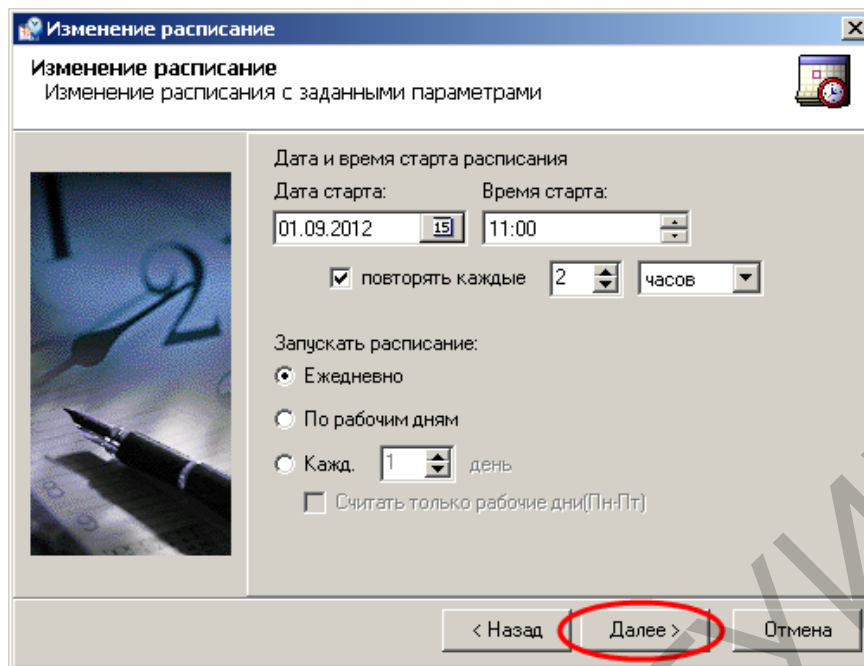 Изменение расписание
Изменение расписание
Изменение расписания с заданными параметрами
Дата и время старта расписания
Дата старта: Время старта:
01.09.2012 15 11:00
повторять каждые 2 часов
Запускать расписание:
Ежедневно
По рабочим дням
Кажд. 1 день
Считать только рабочие дни(Пн-Пт)
< Назад Далее > Отмена